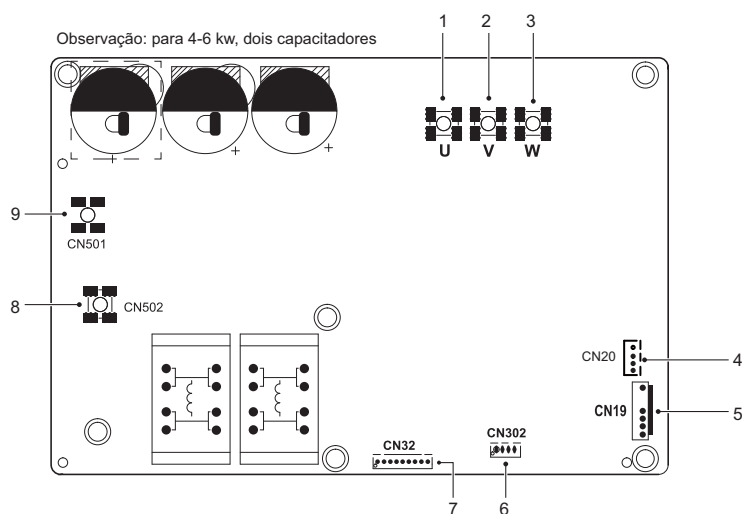 Observação: para 4-6 kw, dois capacitadores
1 2 3
U V W
9
CN501
8
CN502
CN20
4
CN19
5
CN32
CN302
7
6